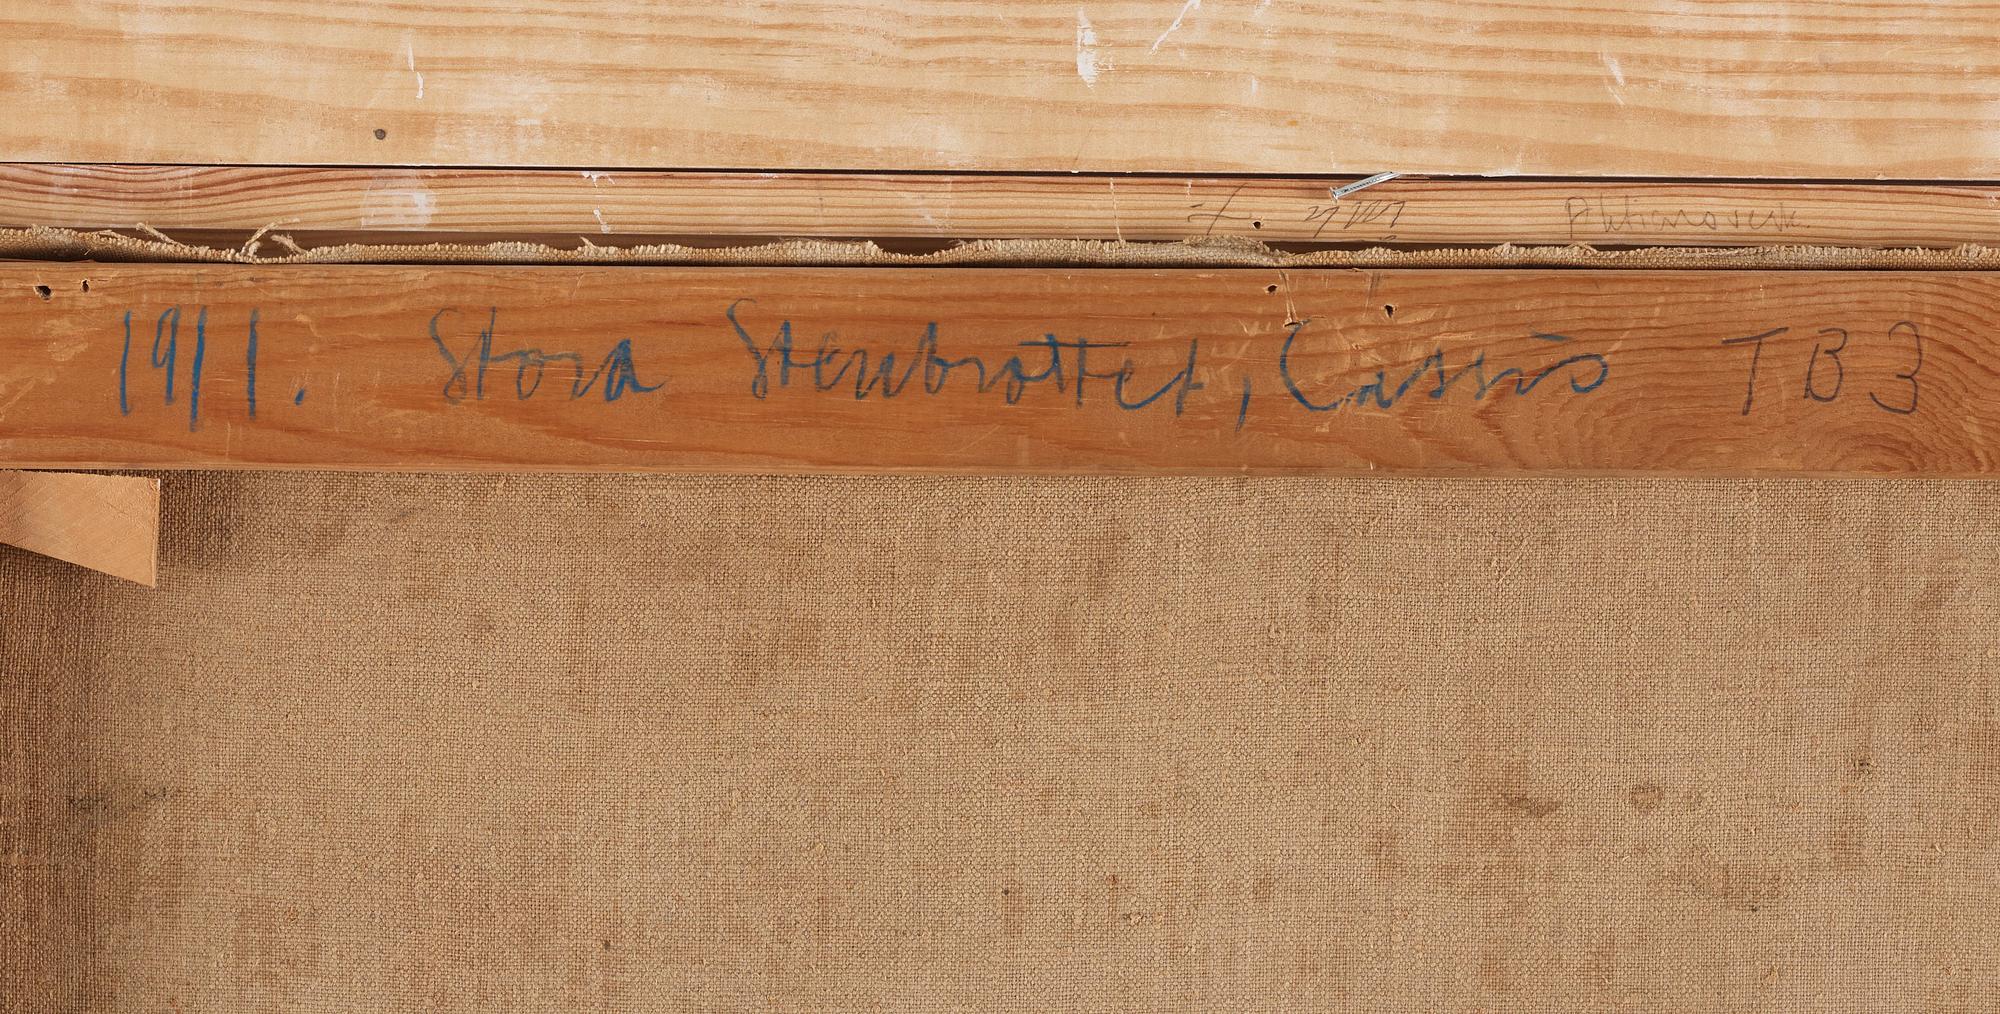 1911. Stora Stenbrottet, Cassis TB3